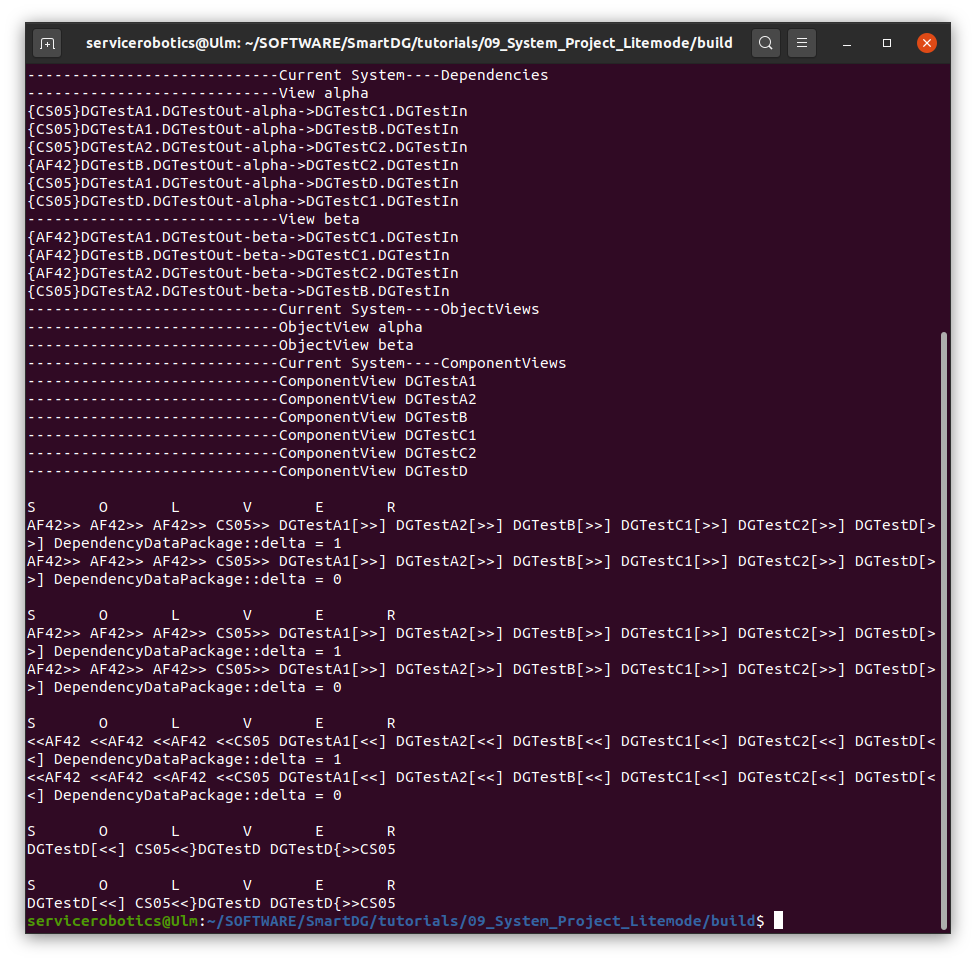 servicerobotics@Ulm: ~/SOFTWARE/SmartDG/tutorials/09_System_Project_Litemode/build
----------------------------Current System----Dependencies
----------------------------View alpha
{CS05}DGTestA1.DGTestOut-alpha->DGTestC1.DGTestIn
{CS05}DGTestA1.DGTestOut-alpha->DGTestB.DGTestIn
{CS05}DGTestA2.DGTestOut-alpha->DGTestC2.DGTestIn
{AF42}DGTestB.DGTestOut-alpha->DGTestC2.DGTestIn
{CS05}DGTestA1.DGTestOut-alpha->DGTestD.DGTestIn
{CS05}DGTestD.DGTestOut-alpha->DGTestC1.DGTestIn
----------------------------View beta
{AF42}DGTestA1.DGTestOut-beta->DGTestC1.DGTestIn
{AF42}DGTestB.DGTestOut-beta->DGTestC1.DGTestIn
{AF42}DGTestA2.DGTestOut-beta->DGTestC2.DGTestIn
{CS05}DGTestA2.DGTestOut-beta->DGTestB.DGTestIn
----------------------------Current System----ObjectViews
----------------------------ObjectView alpha
----------------------------ObjectView beta
----------------------------Current System----ComponentViews
----------------------------ComponentView DGTestA1
----------------------------ComponentView DGTestA2
----------------------------ComponentView DGTestB
----------------------------ComponentView DGTestC1
----------------------------ComponentView DGTestC2
----------------------------ComponentView DGTestD
S       O       L       V       E       R
AF42>> AF42>> AF42>> CS05>> DGTestA1[>>] DGTestA2[>>] DGTestB[>>] DGTestC1[>>] DGTestC2[>>] DGTestD[>
>] DependencyDataPackage::delta = 1
AF42>> AF42>> AF42>> CS05>> DGTestA1[>>] DGTestA2[>>] DGTestB[>>] DGTestC1[>>] DGTestC2[>>] DGTestD[>
>] DependencyDataPackage::delta = 0
S       O       L       V       E       R
AF42>> AF42>> AF42>> CS05>> DGTestA1[>>] DGTestA2[>>] DGTestB[>>] DGTestC1[>>] DGTestC2[>>] DGTestD[>
>] DependencyDataPackage::delta = 1
AF42>> AF42>> AF42>> CS05>> DGTestA1[>>] DGTestA2[>>] DGTestB[>>] DGTestC1[>>] DGTestC2[>>] DGTestD[>
>] DependencyDataPackage::delta = 0
S       O       L       V       E       R
<<AF42 <<AF42 <<AF42 <<CS05 DGTestA1[<<] DGTestA2[<<] DGTestB[<<] DGTestC1[<<] DGTestC2[<<] DGTestD[<
<] DependencyDataPackage::delta = 1
<<AF42 <<AF42 <<AF42 <<CS05 DGTestA1[<<] DGTestA2[<<] DGTestB[<<] DGTestC1[<<] DGTestC2[<<] DGTestD[<
<] DependencyDataPackage::delta = 0
S       O       L       V       E       R
DGTestD[<<] CS05<<}DGTestD DGTestD{>>CS05
S       O       L       V       E       R
DGTestD[<<] CS05<<}DGTestD DGTestD{>>CS05
servicerobotics@Ulm:~/SOFTWARE/SmartDG/tutorials/09_System_Project_Litemode/build$